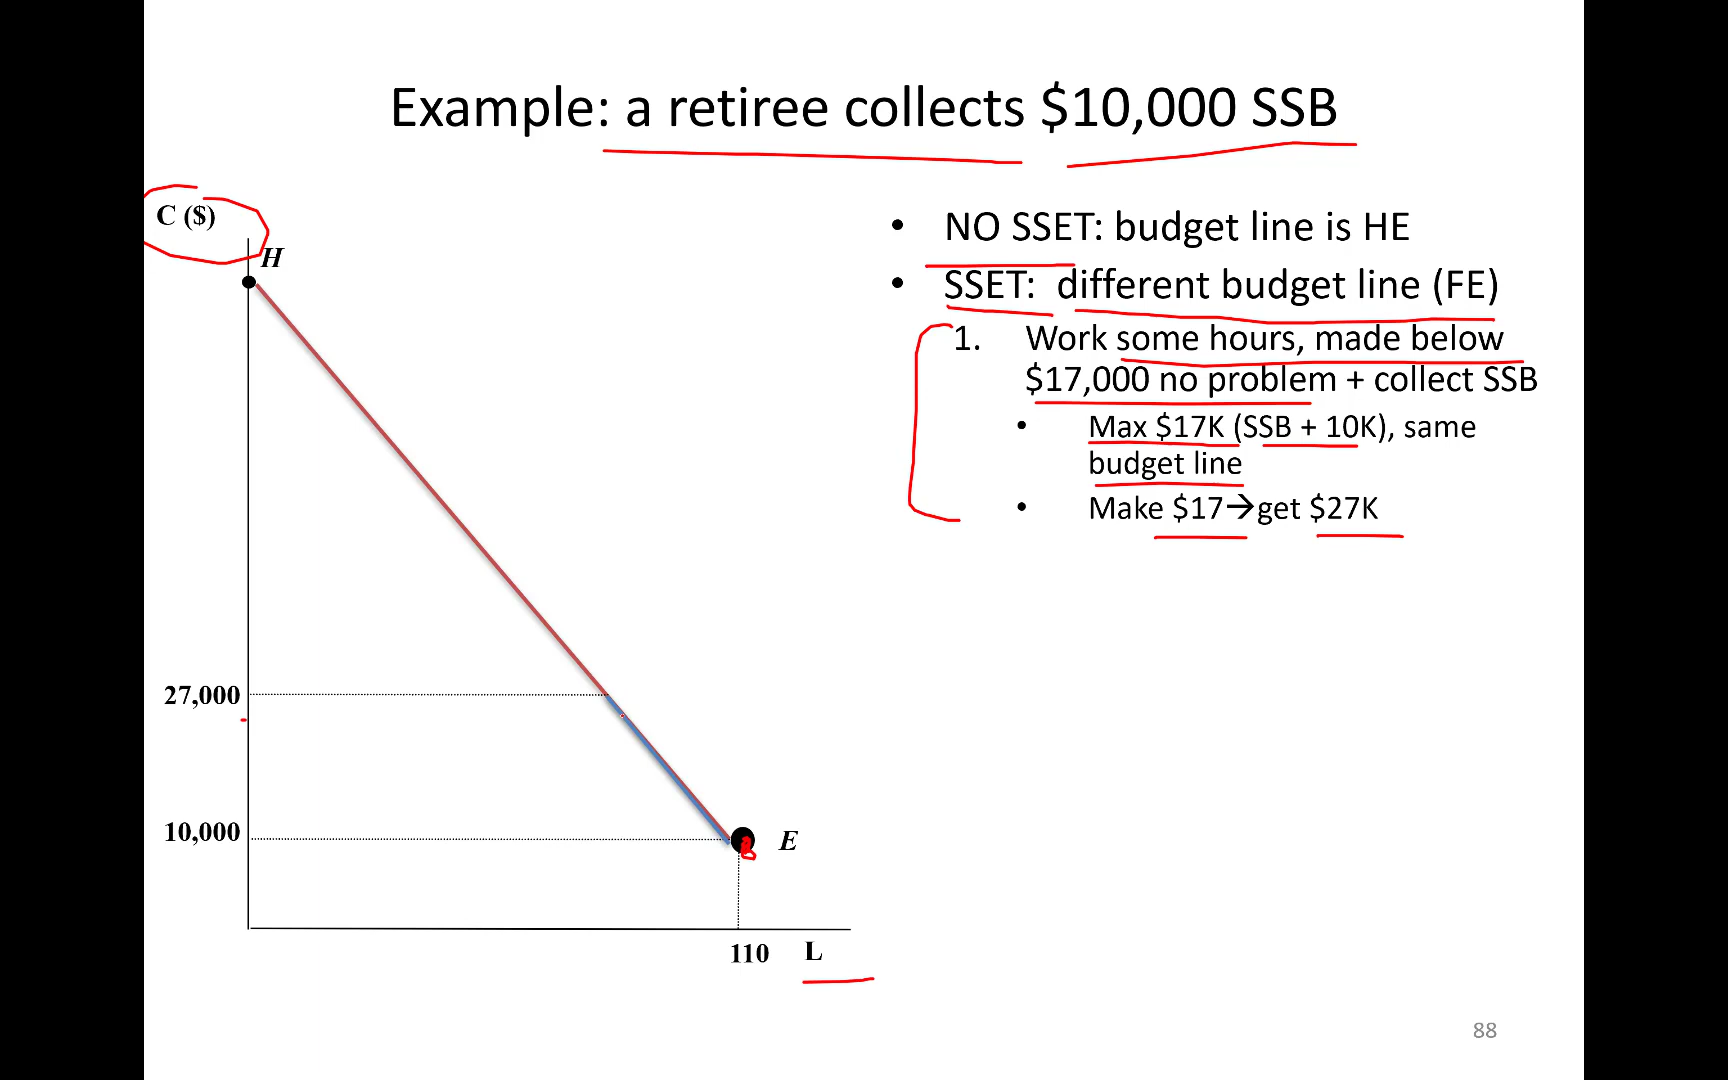 Example: a retiree collects $10,000 SSB
C ($)
H
27,000
10,000
E
110
L
• NO SSET: budget line is HE
• SSET: different budget line (FE)
1. Work some hours, made below
$17,000 no problem + collect SSB
• Max $17K (SSB + 10K), same
budget line
• Make $17→get $27K
88